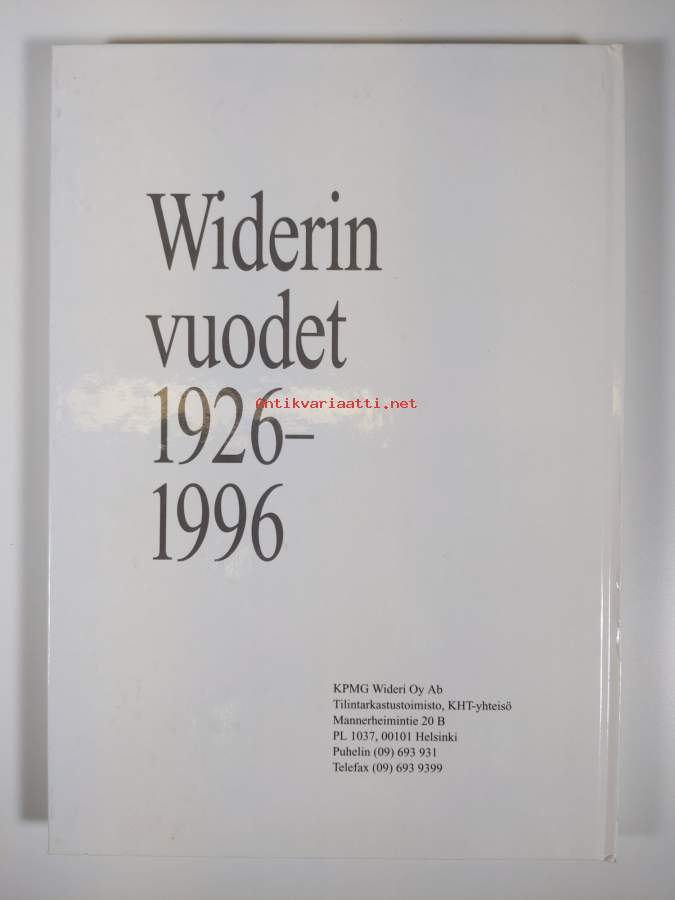 Widerin
vuodet
1926–
Antikvariaatti.net
1996
KPMG Wideri Oy Ab
Tilintarkastustoimisto, KHT-yhteisö
Mannerheimintie 20 B
PL 1037, 00101 Helsinki
Puhelin (09) 693 931
Telefax (09) 693 9399